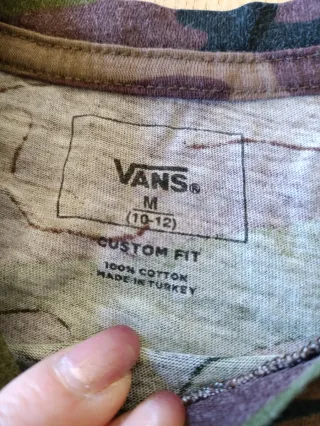 VANS®
M
(10-12)
CUSTOM FIT
100% COTTON
MADE IN TURKEY